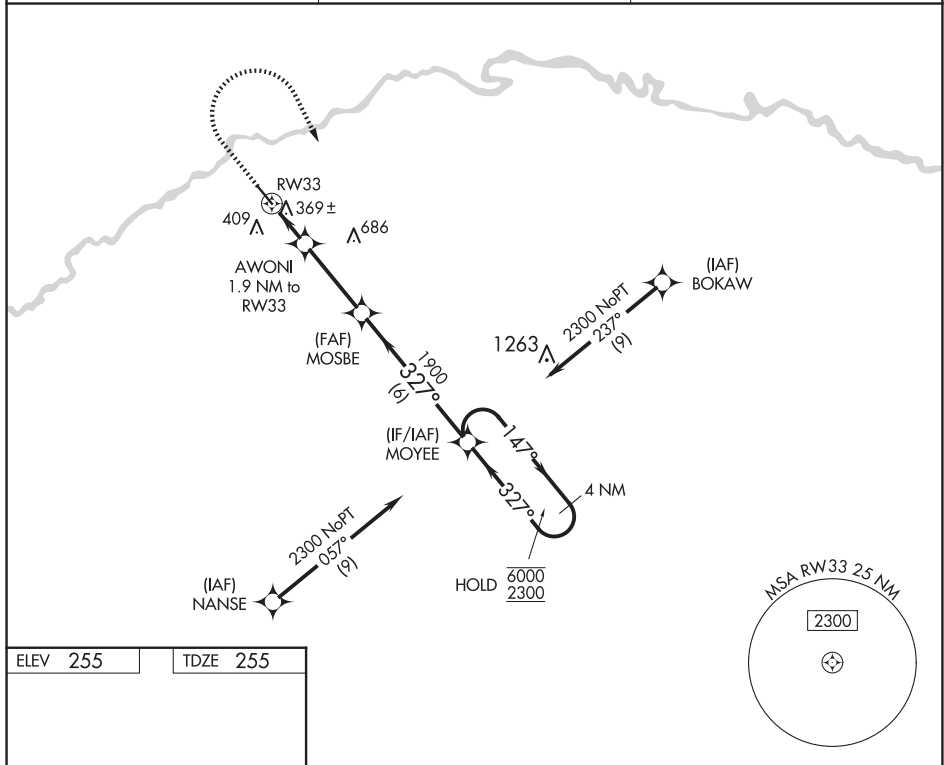 RW33
369 ±
409
686
AWONI
1.9 NM to
RW33
(IAF)
BOKAW
2300 NoPT
237°
(9)
(FAF)
MOSBE
1263
1900
327°
(6)
(IF/IAF)
MOYEE
147°
327°
4 NM
2300 NoPT
057°
(9)
HOLD 6000
2300
(IAF)
NANSE
MSA RW33 25 NM
2300
ELEV 255
TDZE 255